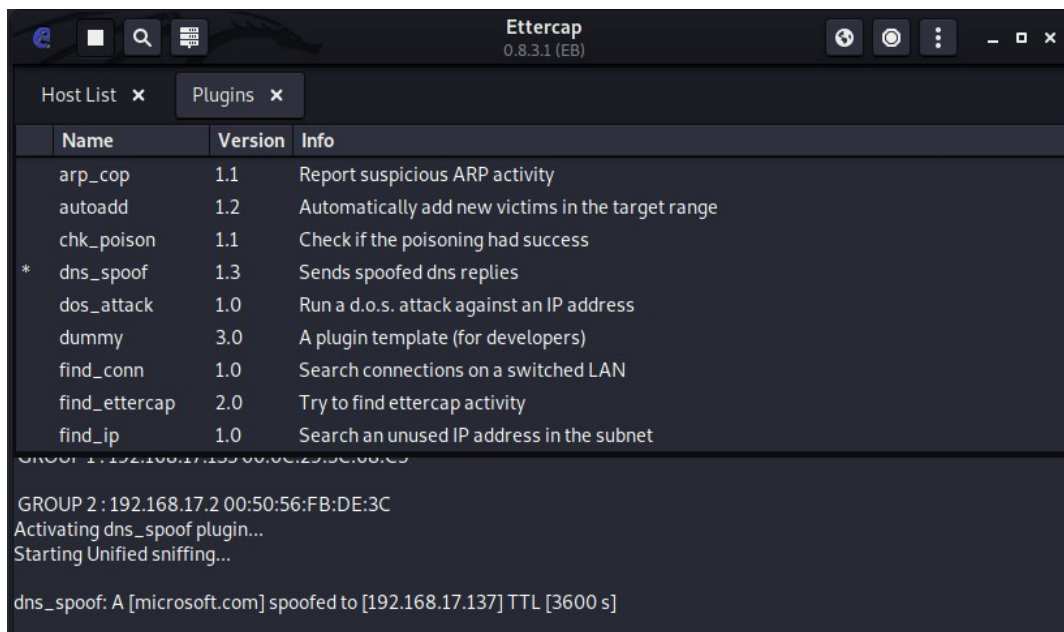 Ettercap
0.8.3.1 (EB)
Host List Plugins
Name Version Info
arp_cop 1.1 Report suspicious ARP activity
autoadd 1.2 Automatically add new victims in the target range
chk_poison 1.1 Check if the poisoning had success
* dns_spoof 1.3 Sends spoofed dns replies
dos_attack 1.0 Run a d.o.s. attack against an IP address
dummy 3.0 A plugin template (for developers)
find_conn 1.0 Search connections on a switched LAN
find_ettercap 2.0 Try to find ettercap activity
find_ip 1.0 Search an unused IP address in the subnet
GROUP 1 :
GROUP 2 : 192.168.17.2 00:50:56:FB:DE:3C
Activating dns_spoof plugin...
Starting Unified sniffing...
dns_spoof: A [microsoft.com] spoofed to [192.168.17.137] TTL [3600 s]